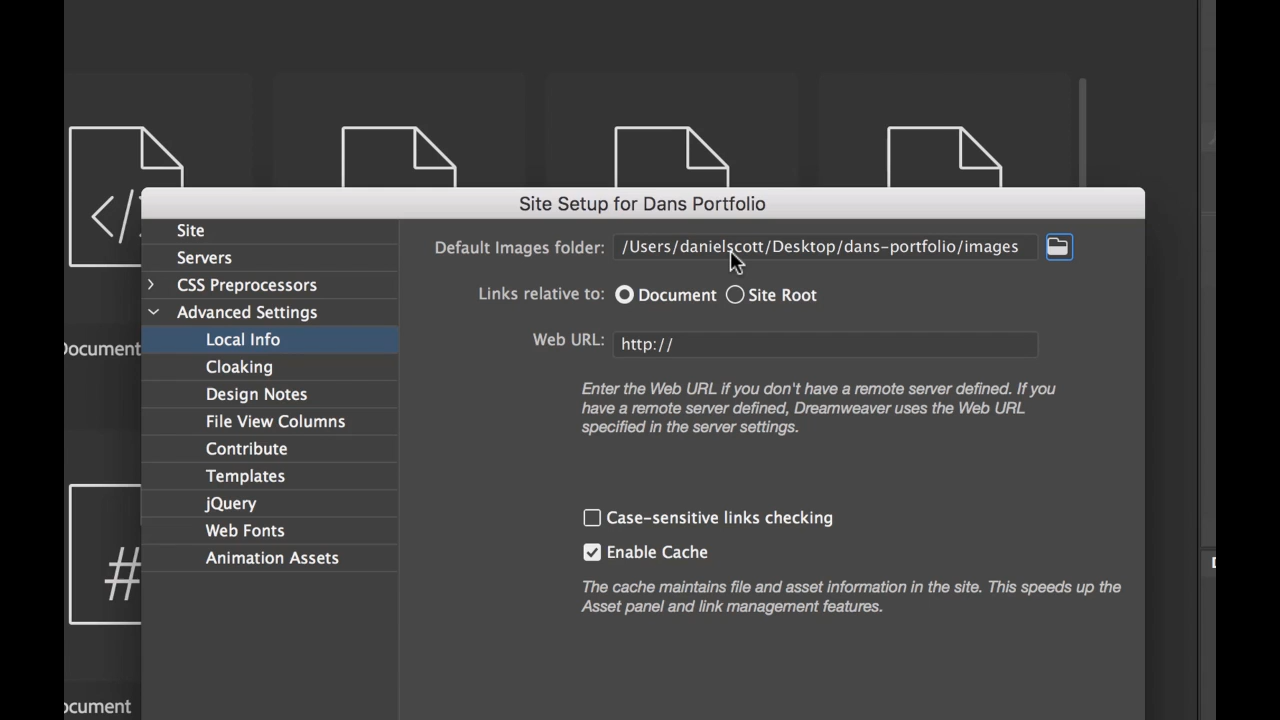 </
Site Setup for Dans Portfolio
Site
Servers
CSS Preprocessors
Advanced Settings
Local Info
Cloaking
Design Notes
File View Columns
Contribute
Templates
jQuery
Web Fonts
Animation Assets
Default Images folder: /Users/danielscott/Desktop/dans-portfolio/images
Links relative to: Document Site Root
Web URL: http://
Enter the Web URL if you don't have a remote server defined. If you
have a remote server defined, Dreamweaver uses the Web URL
specified in the server settings.
Case-sensitive links checking
Enable Cache
The cache maintains file and asset information in the site. This speeds up the
Asset panel and link management features.
Document
#
ocument